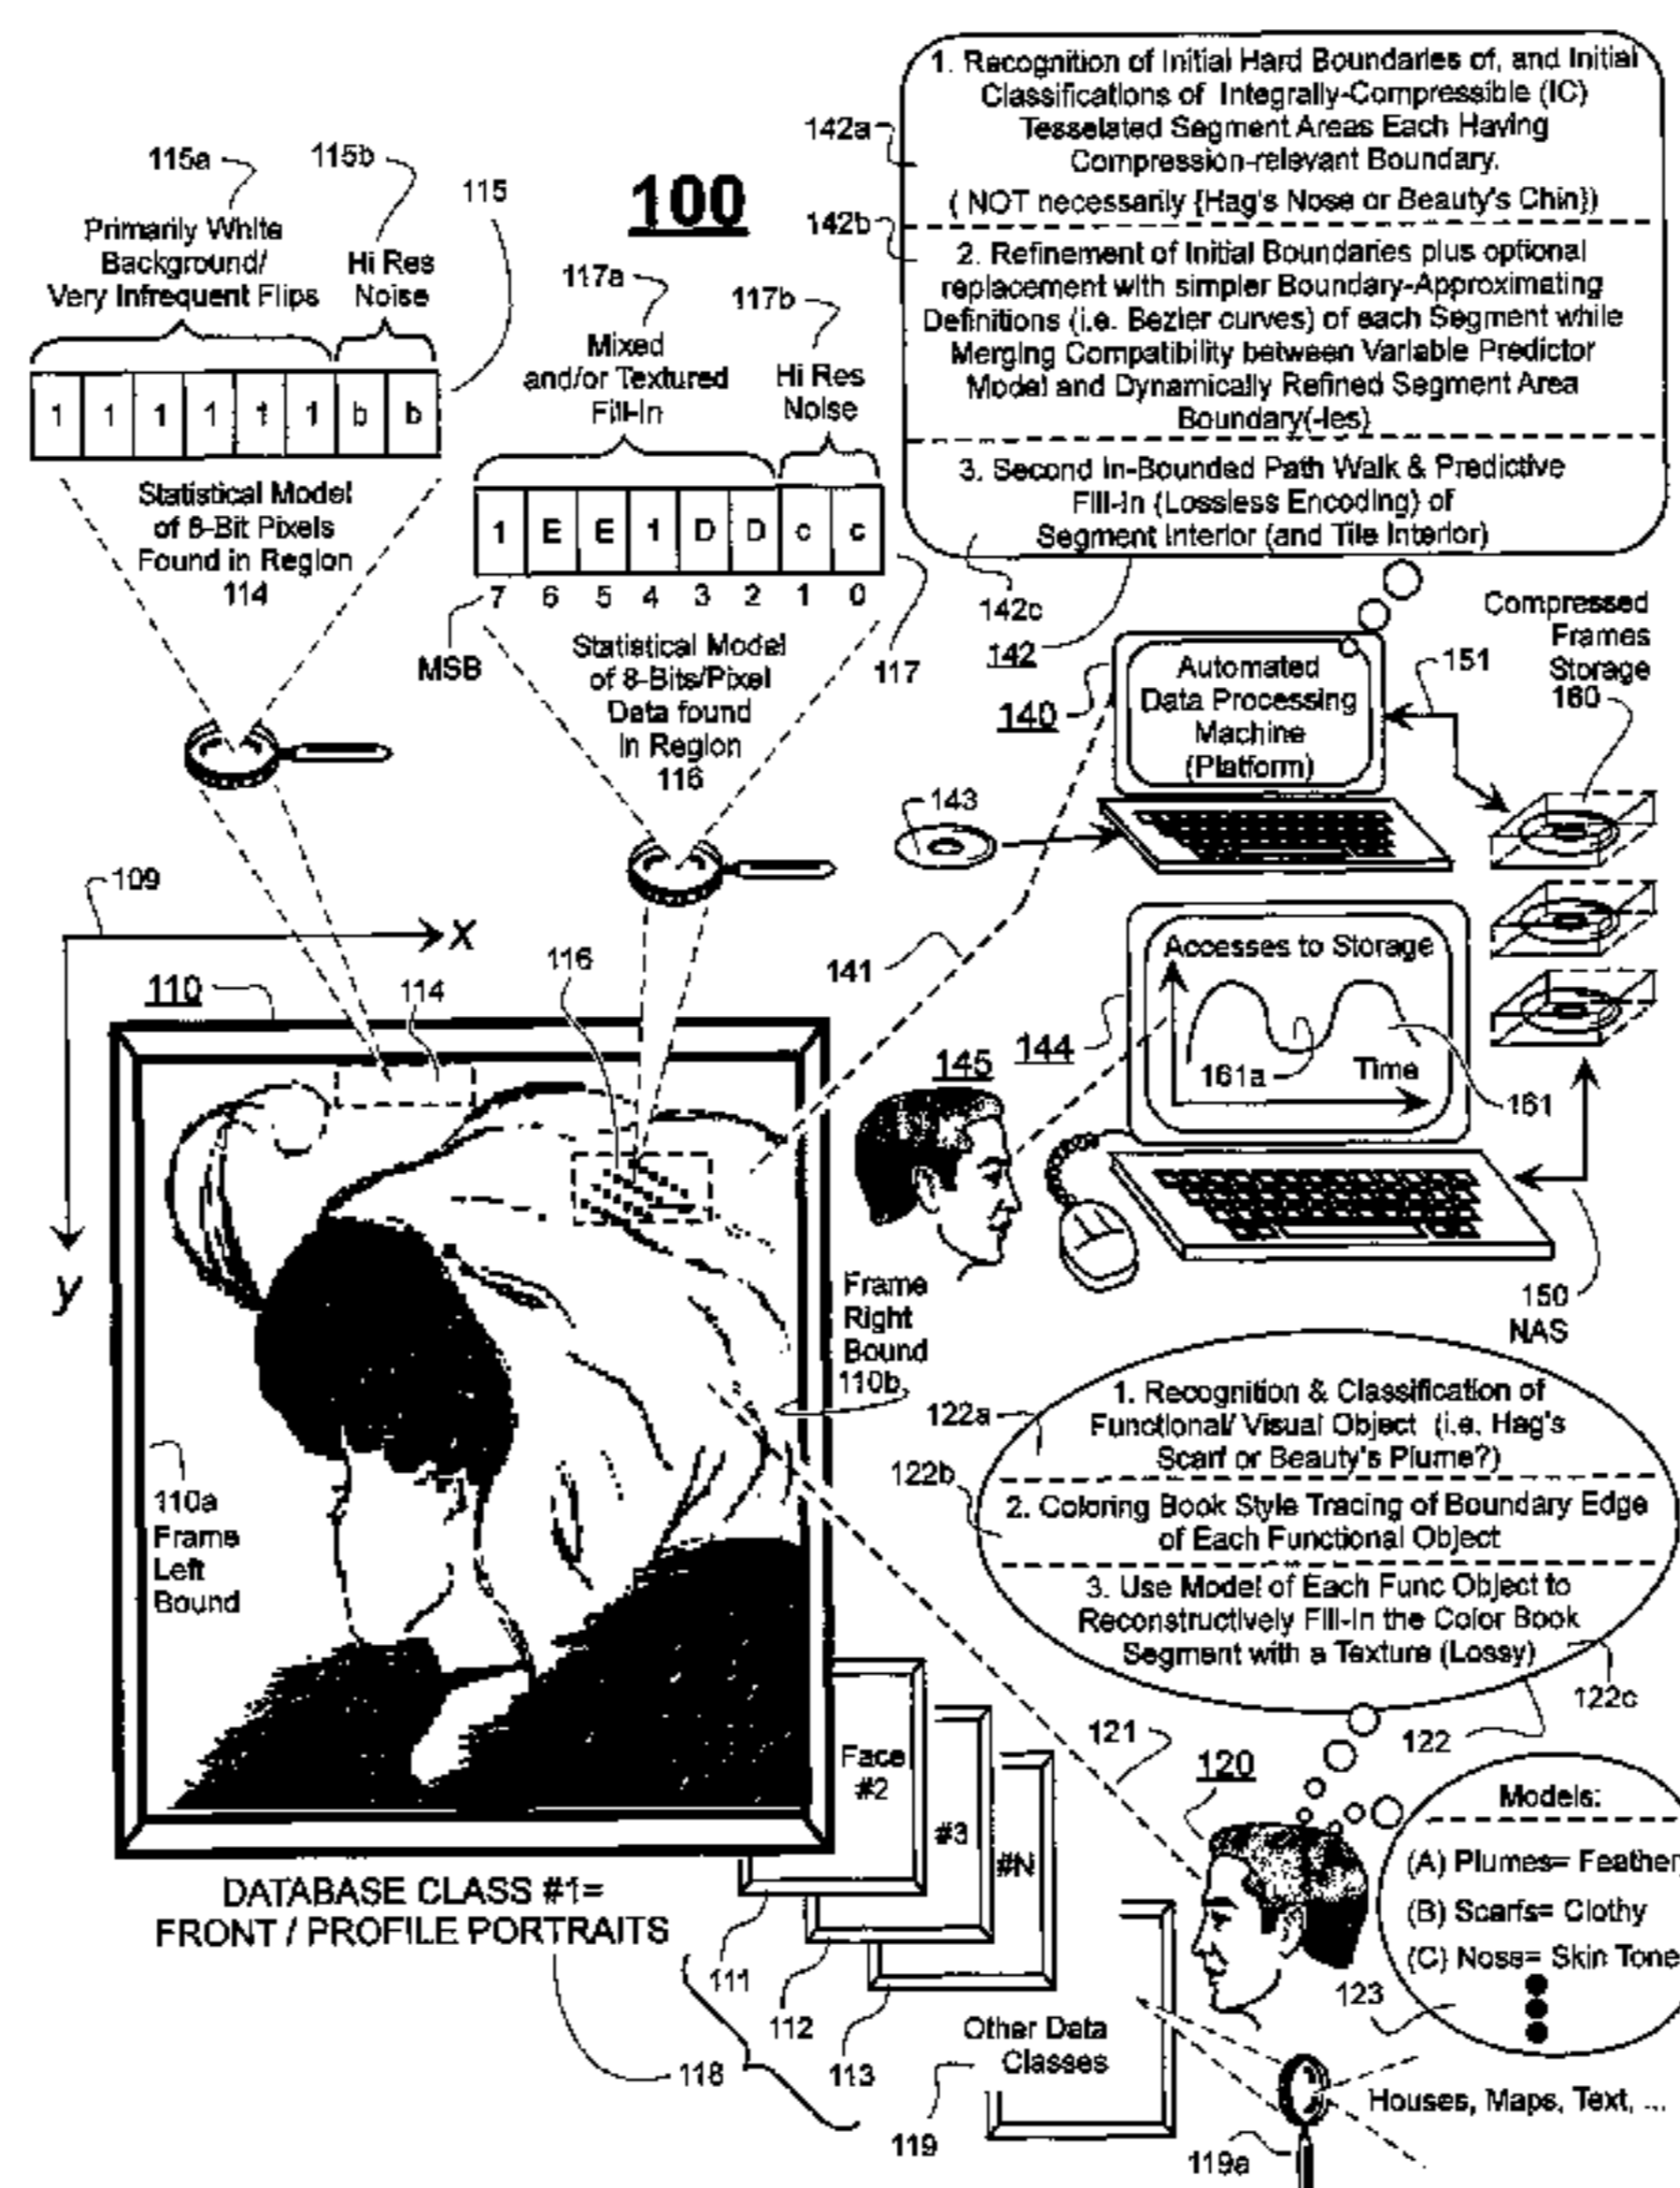 1. Recognition of Initial Hard Boundaries of, and Initial
Classifications of Integrally-Compressible (IC)
Tesselated Segment Areas Each Having
Compression-relevant Boundary.
( NOT necessarily {Hag's Nose or Beauty's Chin})
2. Refinement of Initial Boundaries plus optional
replacement with simpler Boundary-Approximating
Definitions (i.e. Bezier curves) of each Segment while
Merging Compatibility between Variable Predictor
Model and Dynamically Refined Segment Area
Boundary(-ies)
3. Second In-Bounded Path Walk & Predictive
Fill-In (Lossless Encoding) of
Segment Interior (and Tile Interior)
142a
142b
142c
142
115a
115b
115
100
Primarily White
Background/
Very Infrequent Flips
Hi Res
Noise
1 1 1 1 1 1 b b
Statistical Model
of 8-Bit Pixels
Found in Region
114
117a
117b
Mixed
and/or Textured
Fill-In
Hi Res
Noise
1 E E 1 D D c c
7 6 5 4 3 2 1 0
MSB
117
Statistical Model
of 8-Bits/Pixel
Data found
In Region
116
140
Automated
Data Processing
Machine
(Platform)
151
Compressed
Frames
Storage
160
143
109
x
y
110
114
116
141
145
144
Accesses to Storage
161a
Time
161
150
NAS
Frame
Right
Bound
110b
110a
Frame
Left
Bound
122a
122b
1. Recognition & Classification of
Functional/ Visual Object (i.e. Hag's
Scarf or Beauty's Plume?)
2. Coloring Book Style Tracing of Boundary Edge
of Each Functional Object
3. Use Model of Each Func Object to
Reconstructively Fill-In the Color Book
Segment with a Texture (Lossy)
122c
122
121
120
Face
#2
#3
#N
DATABASE CLASS #1=
FRONT / PROFILE PORTRAITS
111
112
113
118
Other Data
Classes
119
119a
Models:
(A) Plumes= Feather
(B) Scarfs= Clothy
(C) Nose= Skin Tone
123
Houses, Maps, Text, ...